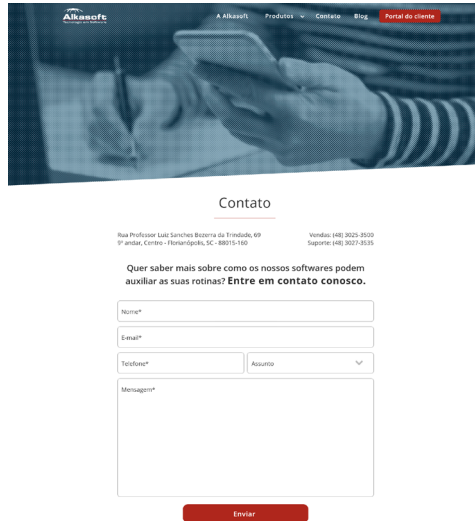 Alkasoft
Tecnologia em Software
A Alkasoft
Produtos
Contato
Blog
Portal do cliente
Contato
Rua Professor Luiz Sanches Bezerra da Trindade, 69
9º andar, Centro - Florianópolis, SC - 88015-160
Vendas: (48) 3025-3500
Suporte: (48) 3027-3535
Quer saber mais sobre como os nossos softwares podem
auxiliar as suas rotinas? Entre em contato conosco.
Nome*
E-mail*
Telefone*
Assunto
Mensagem*
Enviar